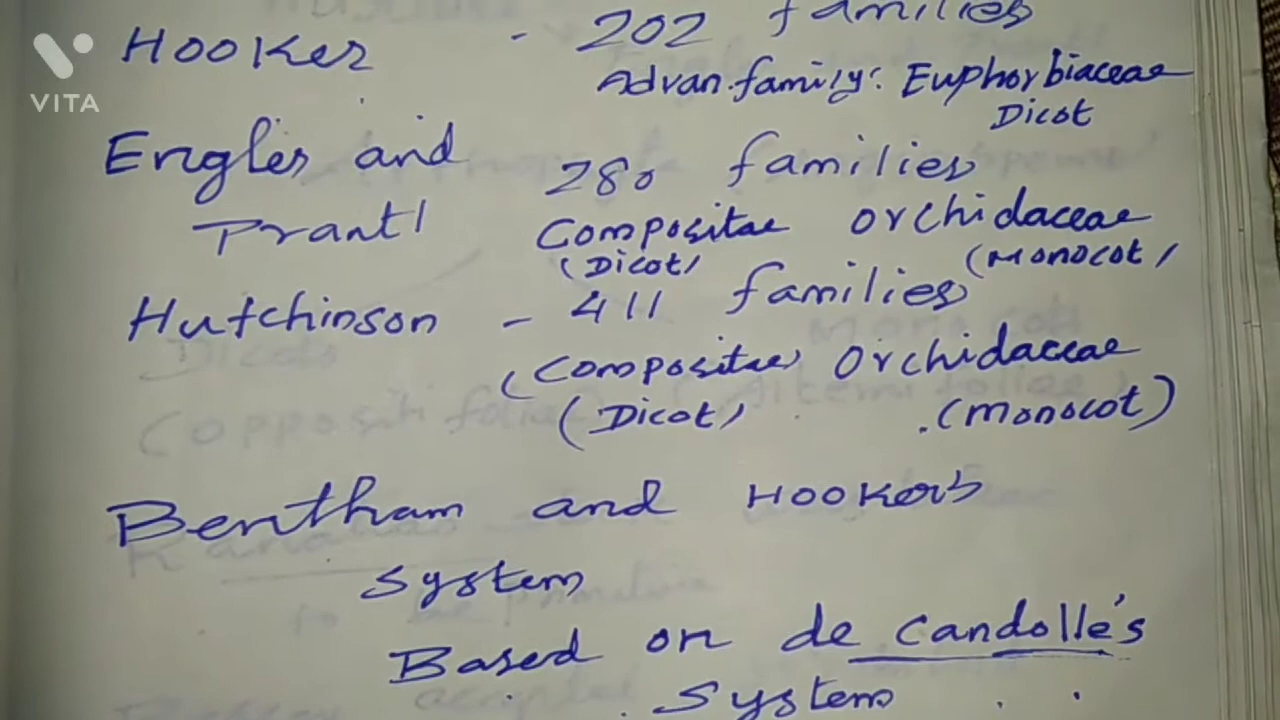 VITA
Hooker - 202 families
Advan. family: Euphorbiaceae
Dicot
Engler and 280 families
Prantl Compositae Orchidaceae
(Dicot) (Monocot)
Hutchinson - 411 families
(Compositae) Orchidaceae
(Dicot) (Monocot)
Bentham and Hooker's
System
Based on de Candolle's
System